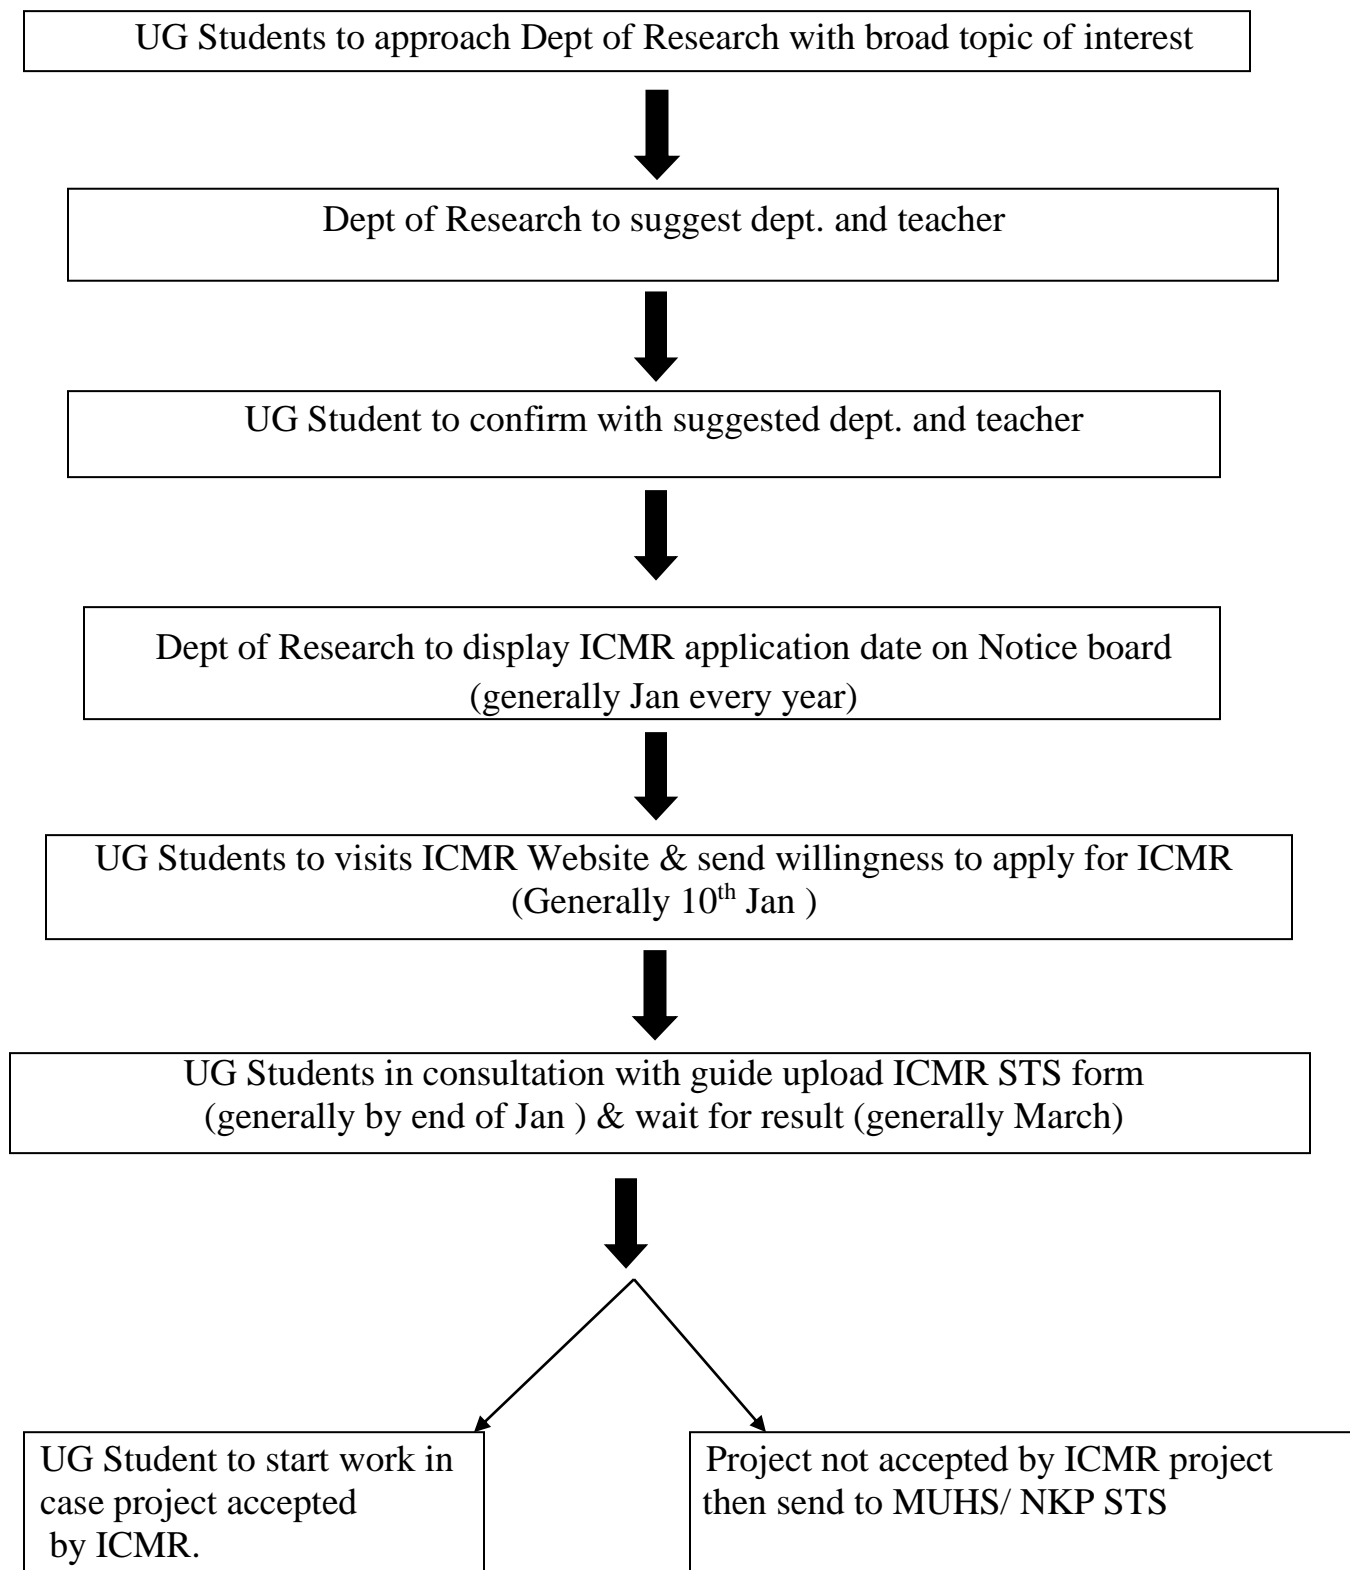 UG Students to approach Dept of Research with broad topic of interest
Dept of Research to suggest dept. and teacher
UG Student to confirm with suggested dept. and teacher
Dept of Research to display ICMR application date on Notice board
(generally Jan every year)
UG Students to visits ICMR Website & send willingness to apply for ICMR
(Generally 10th Jan )
UG Students in consultation with guide upload ICMR STS form
(generally by end of Jan ) & wait for result (generally March)
UG Student to start work in
case project accepted
by ICMR.
Project not accepted by ICMR project
then send to MUHS/ NKP STS